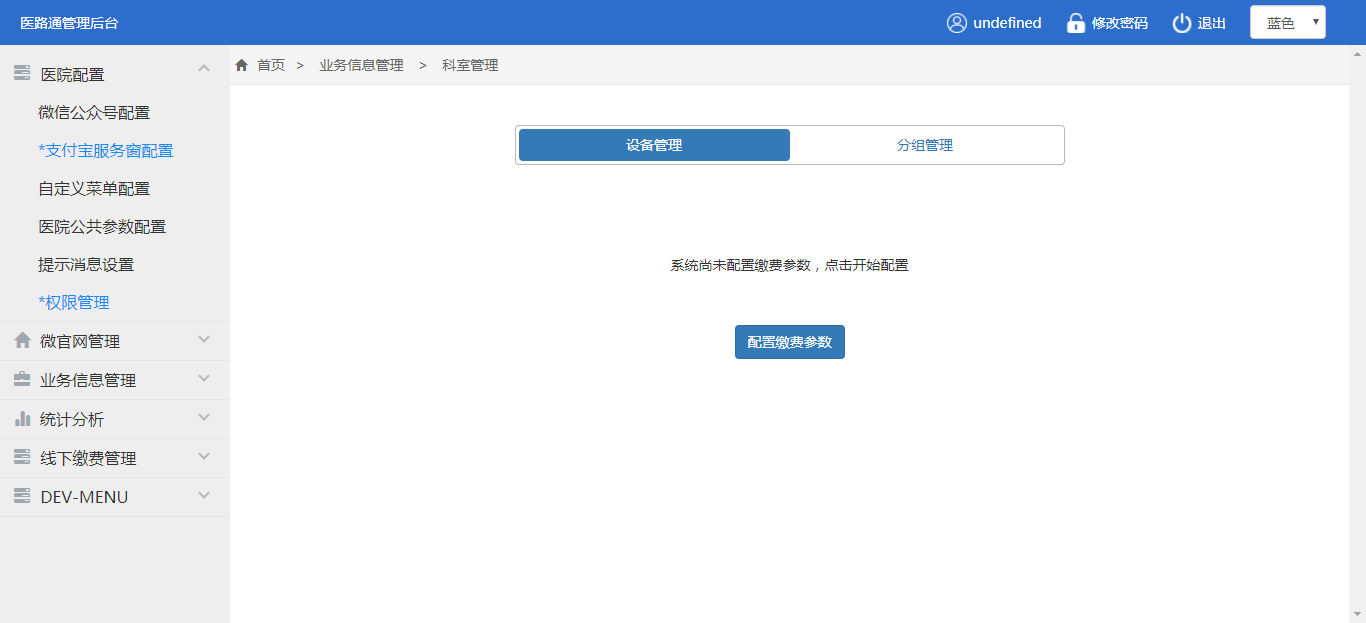 医路通管理后台
undefined
修改密码
退出
蓝色
医院配置
微信公众号配置
*支付宝服务窗配置
自定义菜单配置
医院公共参数配置
提示消息设置
*权限管理
微官网管理
业务信息管理
统计分析
线下缴费管理
DEV-MENU
首页 > 业务信息管理 > 科室管理
设备管理
分组管理
系统尚未配置缴费参数，点击开始配置
配置缴费参数